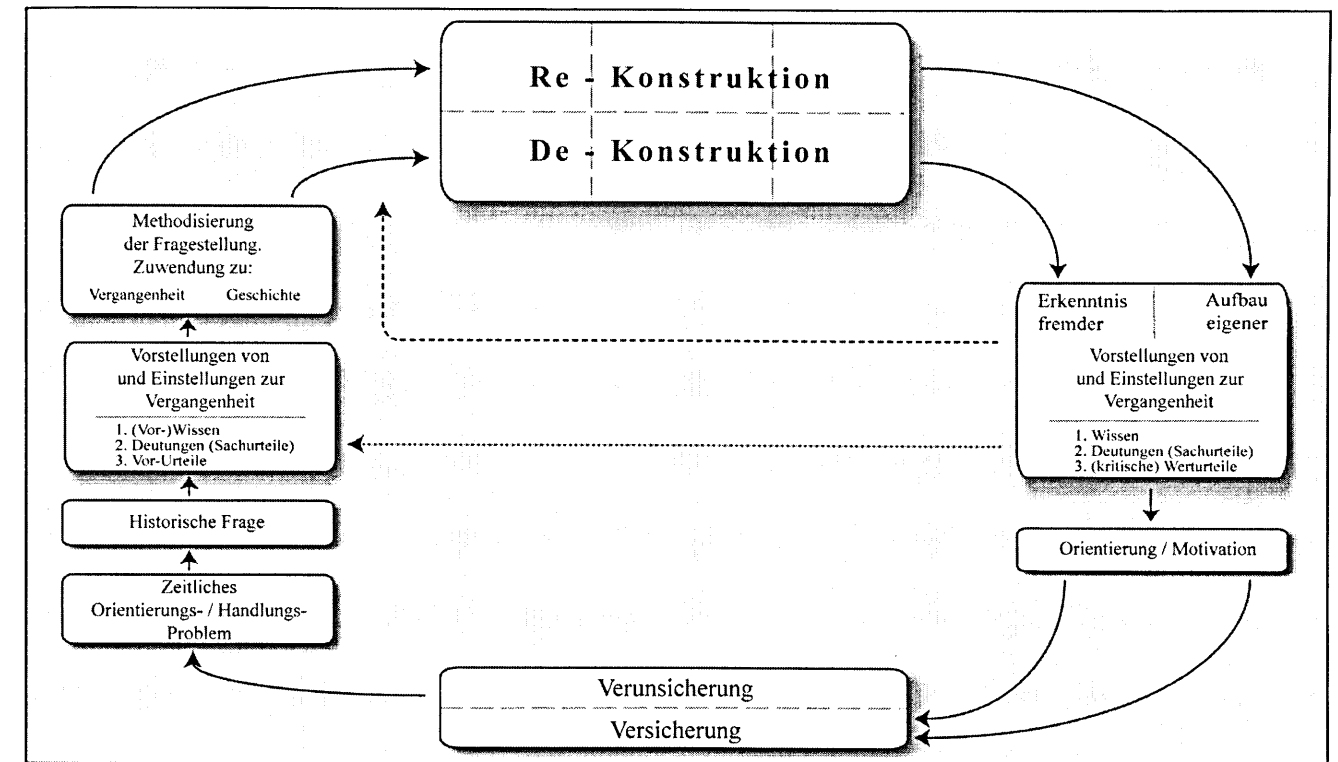 Re - Konstruktion
De - Konstruktion
Methodisierung
der Fragestellung.
Zuwendung zu:
Vergangenheit Geschichte
Vorstellungen von
und Einstellungen zur
Vergangenheit
1. (Vor-)Wissen
2. Deutungen (Sachurteile)
3. Vor-Urteile
Historische Frage
Zeitliches
Orientierungs- / Handlungs-
Problem
Erkenntnis
fremder
Aufbau
eigener
Vorstellungen von
und Einstellungen zur
Vergangenheit
1. Wissen
2. Deutungen (Sachurteile)
3. (kritische) Werturteile
Orientierung / Motivation
Verunsicherung
Versicherung